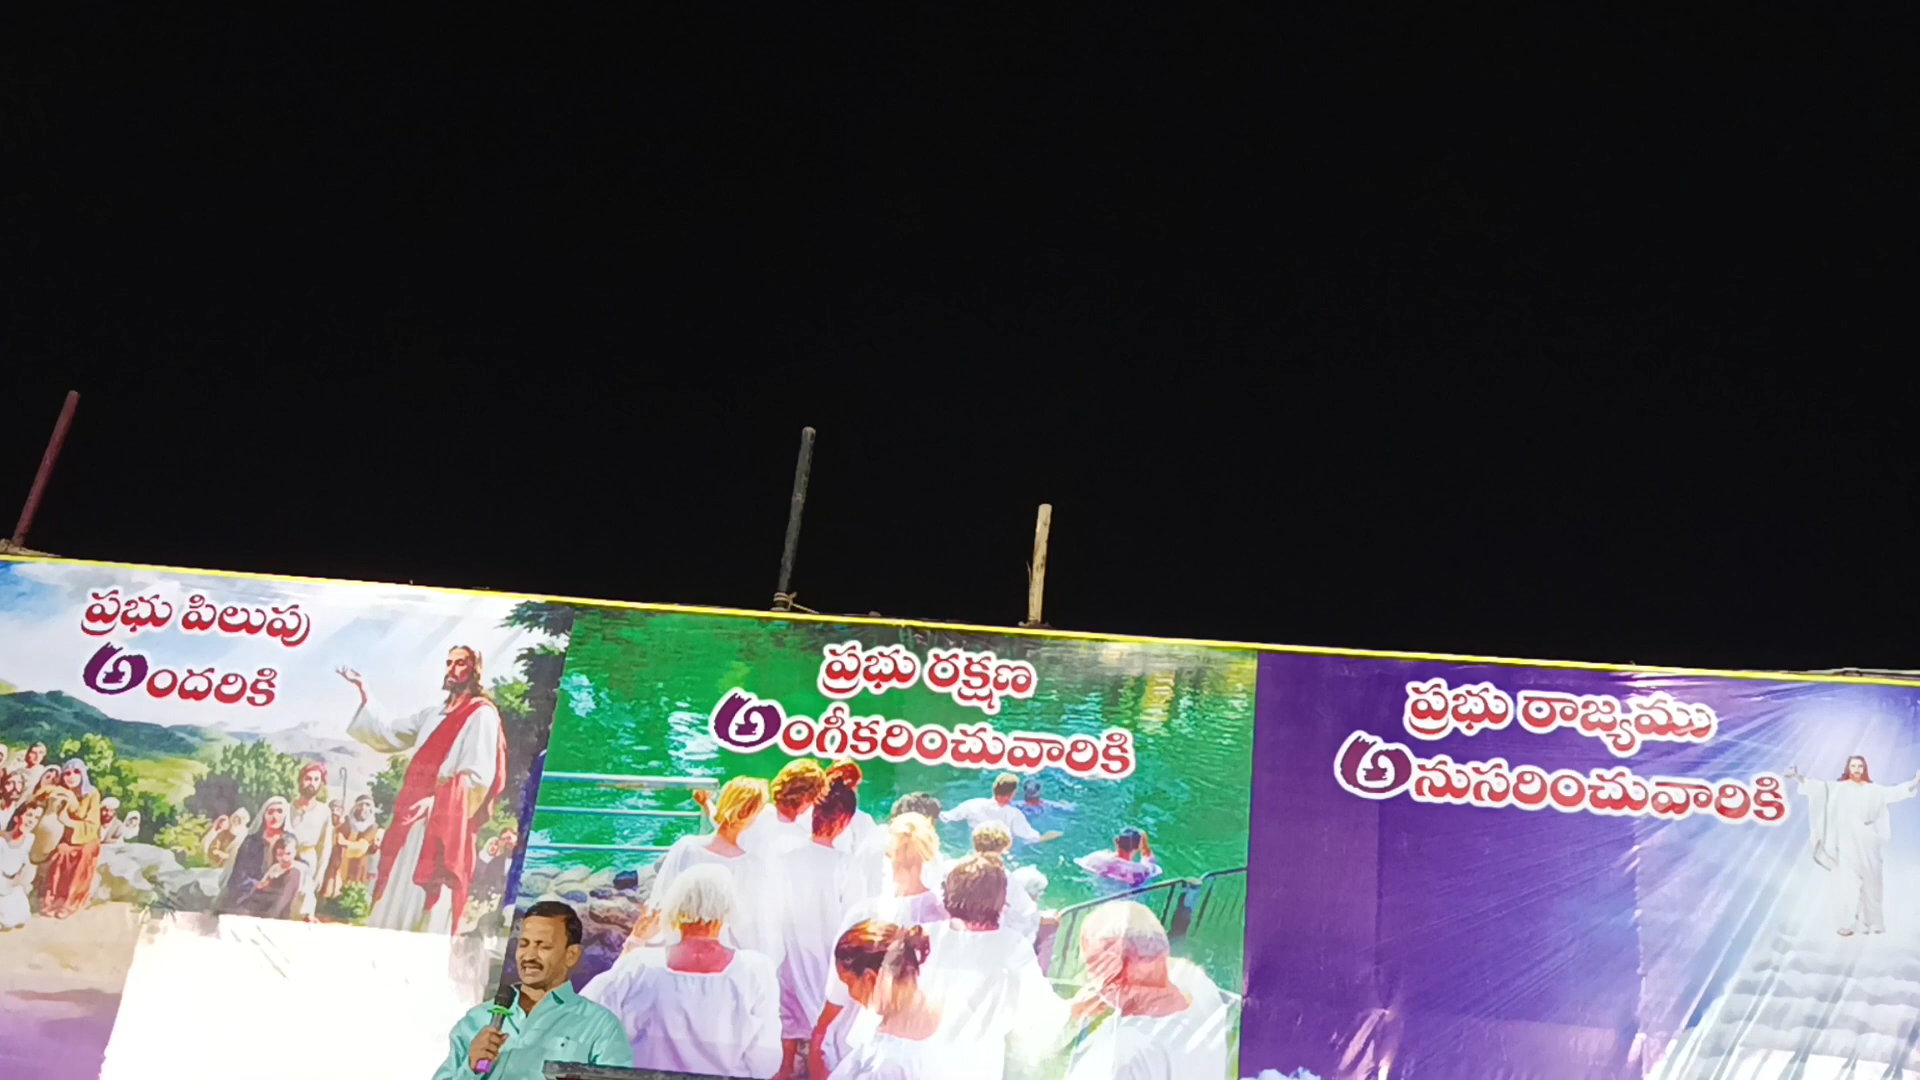 ప్రభు పిలుపు
అందరికి
ప్రభు రక్షణ
అంగీకరించువారికి
ప్రభు రాజ్యము
అనుసరించువారికి